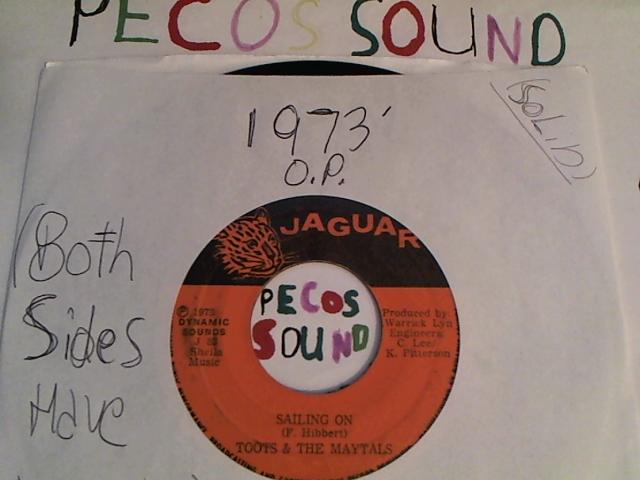 PECOS SOUND
(SOLID)
1973'
O.P.
(Both
Sides
Have
JAGUAR
PECOS
SOUND
℗ 1973
DYNAMIC
SOUNDS
Sheila
Music
Produced by
Warrick Lyn
Engineers
C. Lee/
K. Pitterson
SAILING ON
(F. Hibbert)
TOOTS & THE MAYTALS